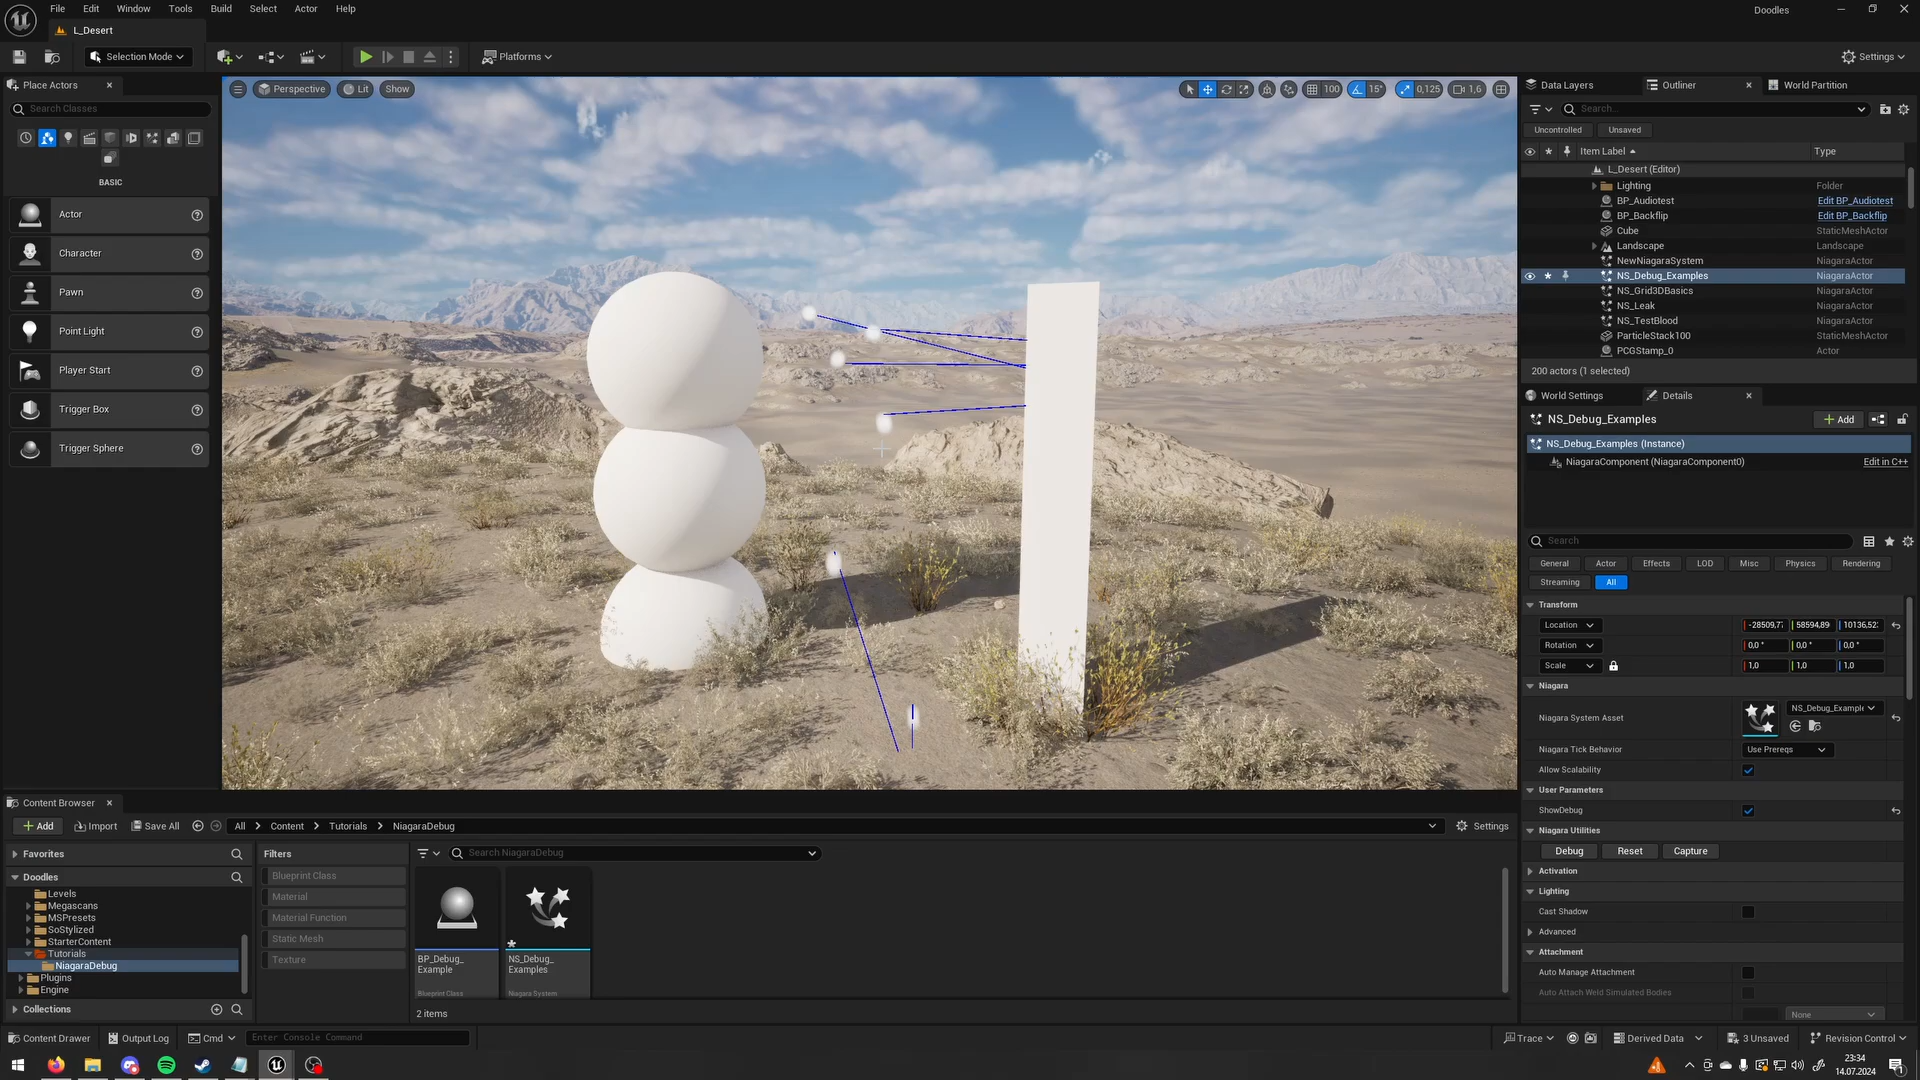 File Edit Window Tools Build Select Actor Help
Doodles
L_Desert
Selection Mode
Platforms
Settings
Place Actors
Search Classes
BASIC
Actor
Character
Pawn
Point Light
Player Start
Trigger Box
Trigger Sphere
Perspective Lit Show
100 15° 0,125 1,6
Data Layers Outliner World Partition
Search...
Uncontrolled Unsaved
Item Label Type
L_Desert (Editor)
Lighting Folder
BP_Audiotest Edit BP_Audiotest
BP_Backflip Edit BP_Backflip
Cube StaticMeshActor
Landscape Landscape
NewNiagaraSystem NiagaraActor
NS_Debug_Examples NiagaraActor
NS_Grid3DBasics NiagaraActor
NS_Leak NiagaraActor
NS_TestBlood NiagaraActor
ParticleStack100 StaticMeshActor
PCGStamp_0 Actor
200 actors (1 selected)
World Settings Details
NS_Debug_Examples
Add
NS_Debug_Examples (Instance)
NiagaraComponent (NiagaraComponent0) Edit in C++
Search
General Actor Effects LOD Misc Physics Rendering
Streaming All
Transform
Location -28509,7 58594,89 10136,52
Rotation 0,0 ° 0,0 ° 0,0 °
Scale 1,0 1,0 1,0
Niagara
Niagara System Asset NS_Debug_Example
Niagara Tick Behavior Use Prereqs
Allow Scalability
User Parameters
ShowDebug
Niagara Utilities
Debug Reset Capture
Activation
Lighting
Cast Shadow
Advanced
Attachment
Auto Manage Attachment
Auto Attach Weld Simulated Bodies
None
Content Browser
Add Import Save All All > Content > Tutorials > NiagaraDebug Settings
Favorites
Doodles
Levels
Megascans
MSPresets
SoStylized
StarterContent
Tutorials
NiagaraDebug
Plugins
Engine
Collections
Filters
Blueprint Class
Material
Material Function
Static Mesh
Texture
Search NiagaraDebug
BP_Debug_
Example
Blueprint Class
NS_Debug_
Examples
Niagara System
2 items
Content Drawer Output Log Cmd Enter Console Command
Trace Derived Data 3 Unsaved Revision Control
23:34
14.07.2024